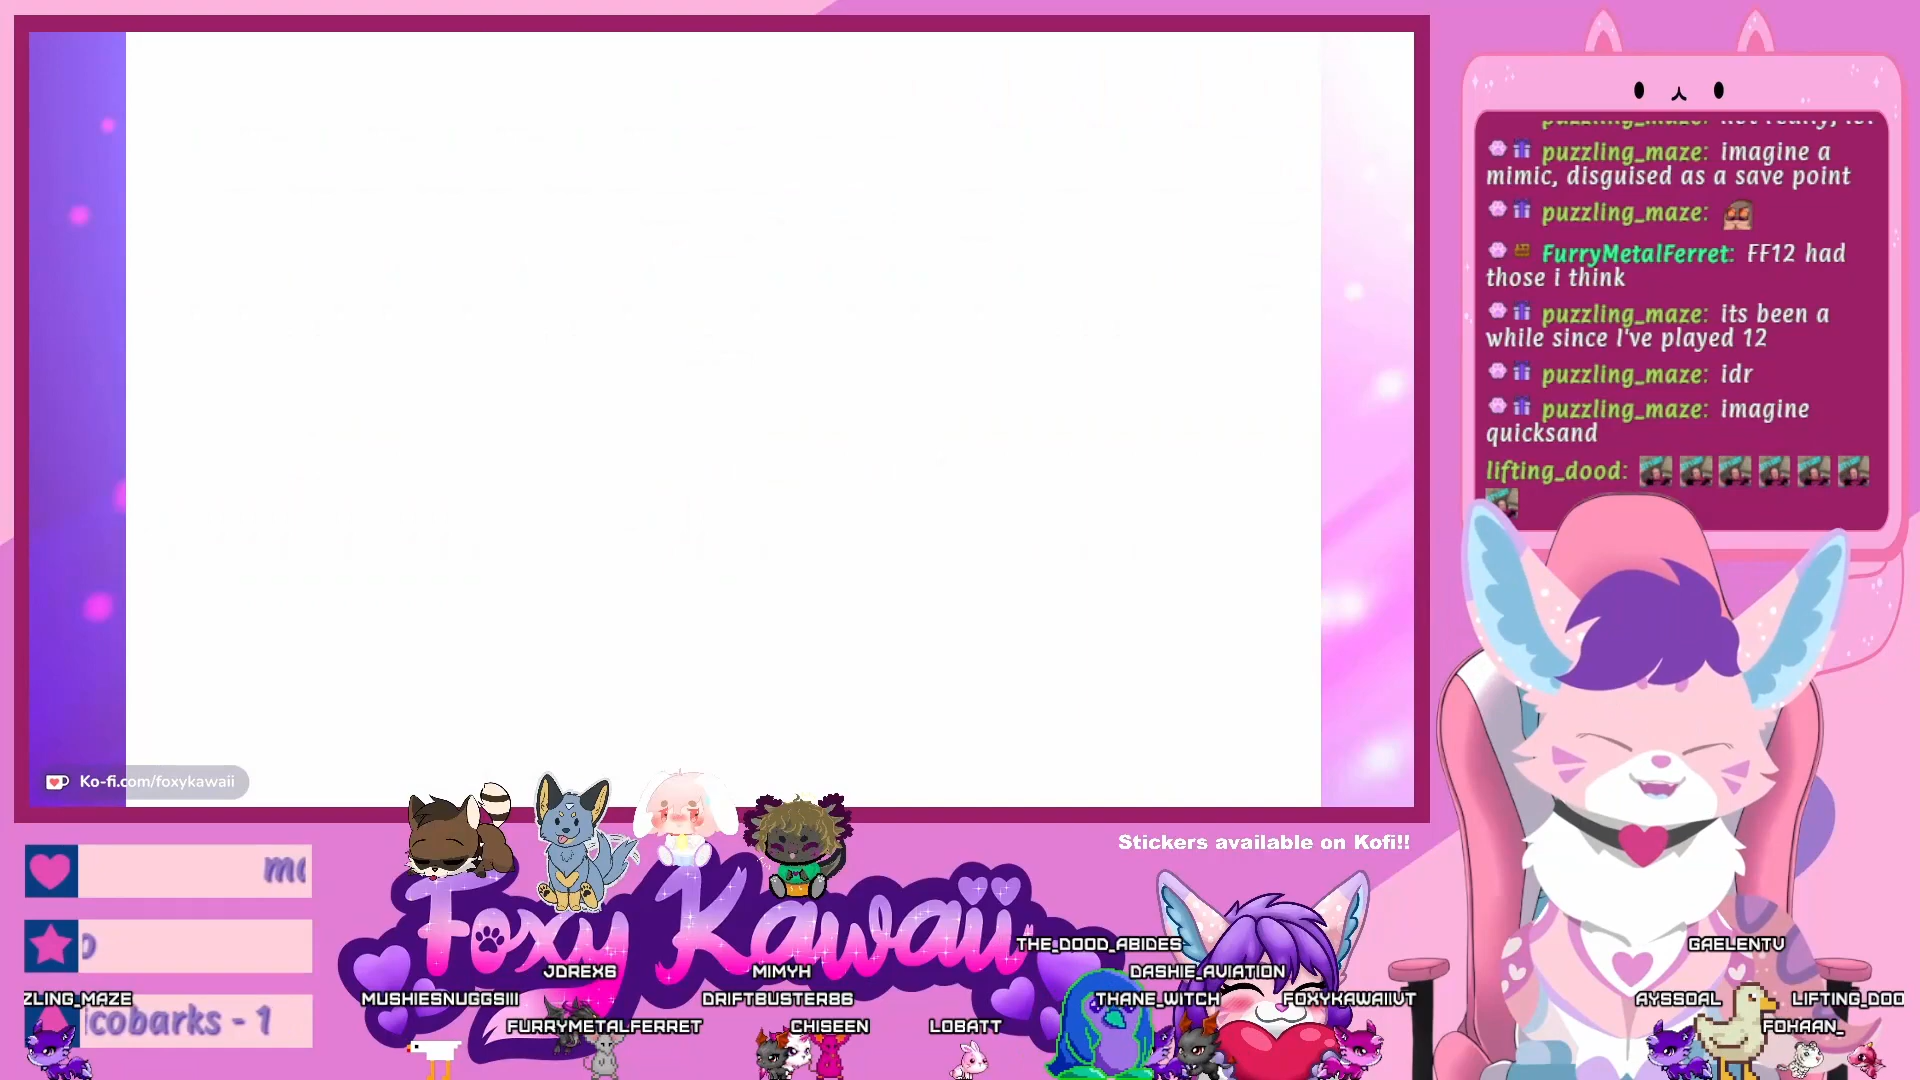 puzzling_maze: imagine a
mimic, disguised as a save point
puzzling_maze:
FurryMetalFerret: FF12 had
those i think
puzzling_maze: its been a
while since I've played 12
puzzling_maze: idr
puzzling_maze: imagine
quicksand
lifting_dood:
Ko-fi.com/foxykawaii
Stickers available on Kofi!!
Foxy Kawaii
cobarks - 1
ZLING_MAZE
MUSHIESNUGGSIII
JDREX6
FURRYMETALFERRET
MIMYH
DRIFTBUSTER86
CHISEEN
LOBATT
THE_DOOD_ABIDES
DASHIE_AVIATION
THANE_WITCH
FOXYKAWAIIVT
GAELENTV
AYSSOAL
LIFTING_DOO
FOHAAN_